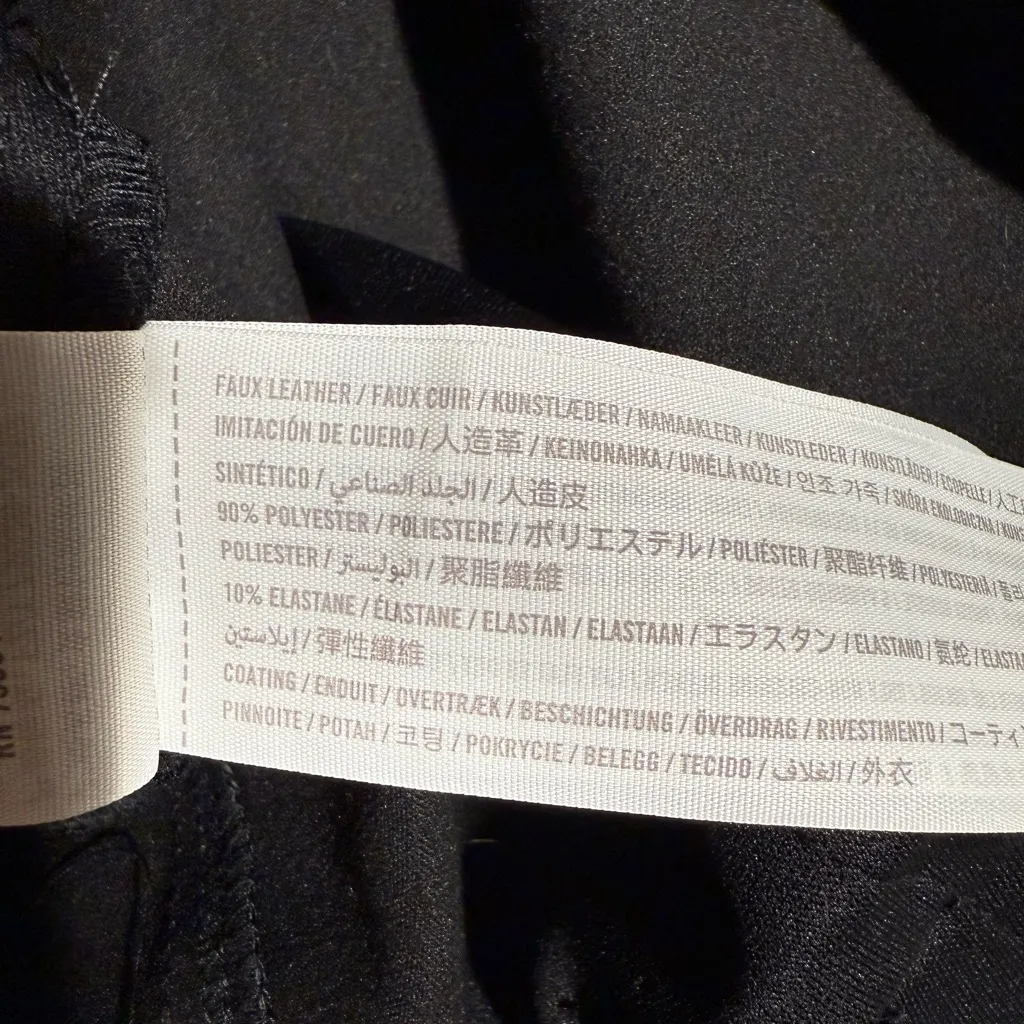 FAUX LEATHER / FAUX CUIR / KUNSTLÆDER / NAMAAKLEER / KUNSTLEDER / KONSTLÄDER / ECOPELLE /
IMITACIÓN DE CUERO / 人造革 / KEINONAHKA / UMĚLÁ KŮŽE / 인조 가죽 / SKÓRA EKOLOGICZNA /
SINTÉTICO / الجلد الصناعي / 人造皮
90% POLYESTER / POLIESTERE / ポリエステル / POLIÉSTER / 聚酯纤维 / POLYESTERIÄ /
POLIESTER / البوليستر / 聚脂纖維
10% ELASTANE / ÉLASTANE / ELASTAN / ELASTAAN / エラスタン / ELASTANO / 氨纶 /
إيلاستين / 彈性纖維
COATING / ENDUIT / OVERTRÆK / BESCHICHTUNG / ÖVERDRAG / RIVESTIMENTO /
PINNOITE / POTAH / 코팅 / POKRYCIE / BELEGG / TECIDO / الغلاف / 外衣
RN